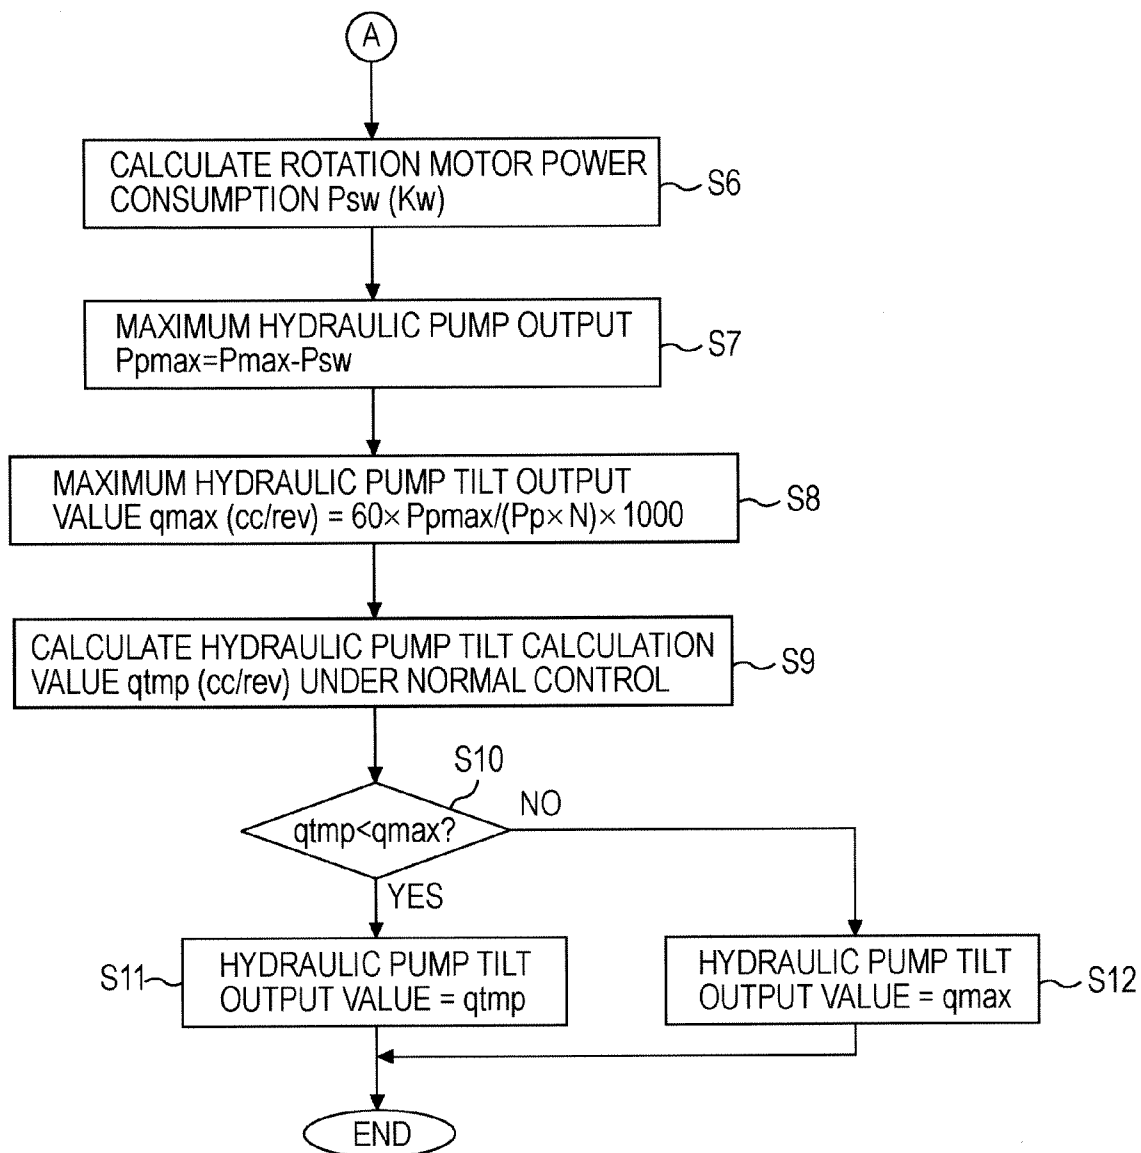 A
CALCULATE ROTATION MOTOR POWER
CONSUMPTION Psw (Kw)
S6
MAXIMUM HYDRAULIC PUMP OUTPUT
Ppmax=Pmax-Psw
S7
MAXIMUM HYDRAULIC PUMP TILT OUTPUT
VALUE qmax (cc/rev) = 60× Ppmax/(Pp× N)× 1000
S8
CALCULATE HYDRAULIC PUMP TILT CALCULATION
VALUE qtmp (cc/rev) UNDER NORMAL CONTROL
S9
S10
qtmp<qmax?
NO
YES
S11
HYDRAULIC PUMP TILT
OUTPUT VALUE = qtmp
HYDRAULIC PUMP TILT
OUTPUT VALUE = qmax
S12
END